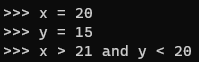 >>> x = 20
>>> y = 15
>>> x > 21 and y < 20